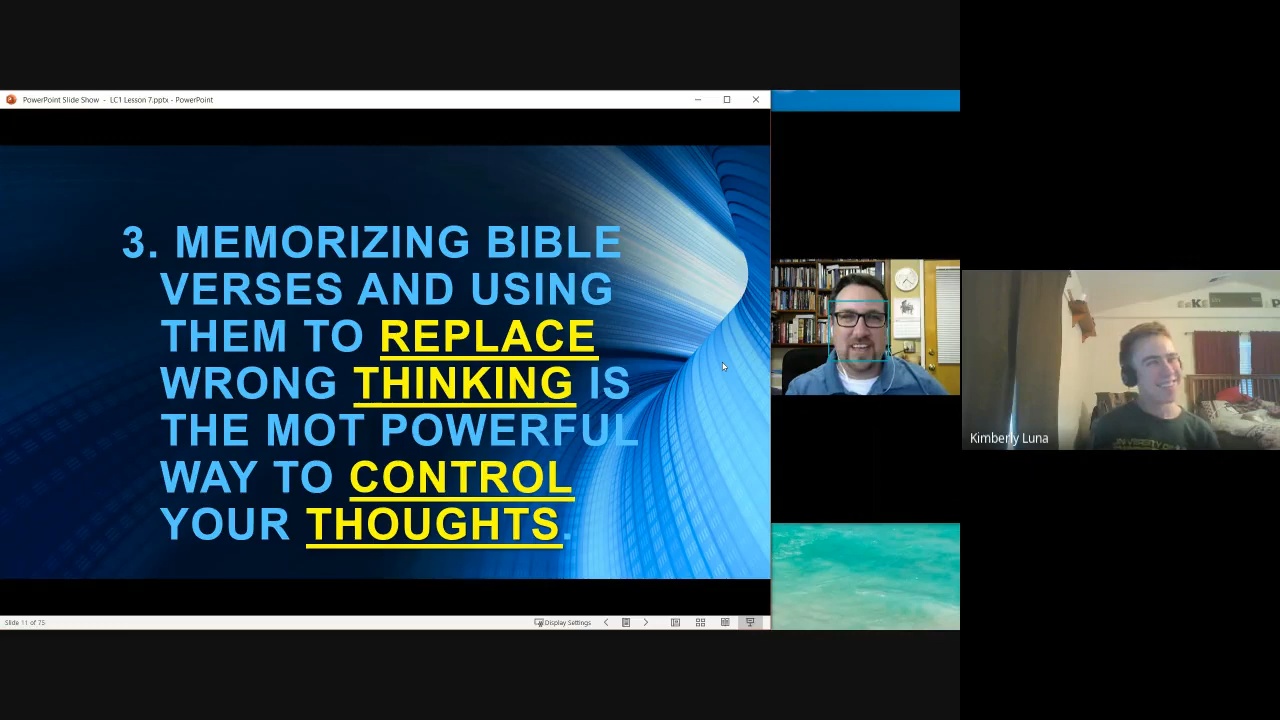 PowerPoint Slide Show - LC1 Lesson 7.pptx - PowerPoint
3. MEMORIZING BIBLE
VERSES AND USING
THEM TO REPLACE
WRONG THINKING IS
THE MOT POWERFUL
WAY TO CONTROL
YOUR THOUGHTS.
Slide 11 of 75
Display Settings
Kimberly Luna